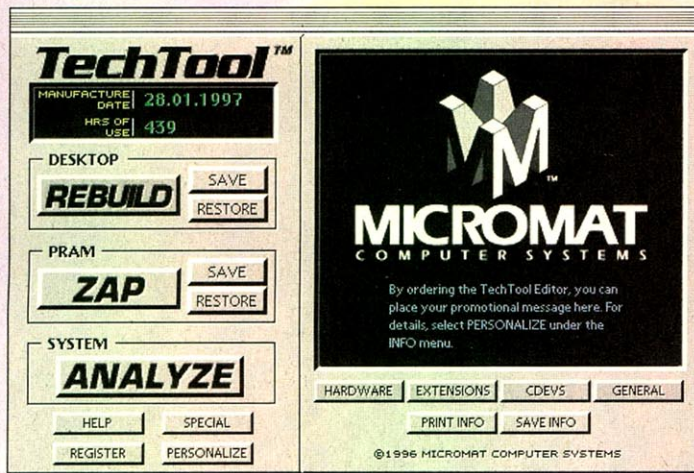 TechTool™
MANUFACTURE
DATE
28.01.1997
HRS OF
USE
439
DESKTOP
REBUILD
SAVE
RESTORE
PRAM
ZAP
SAVE
RESTORE
SYSTEM
ANALYZE
HELP
SPECIAL
REGISTER
PERSONALIZE
MM™
MICROMAT
COMPUTER SYSTEMS
By ordering the TechTool Editor, you can
place your promotional message here. For
details, select PERSONALIZE under the
INFO menu.
HARDWARE
EXTENSIONS
CDEVS
GENERAL
PRINT INFO
SAVE INFO
©1996 MICROMAT COMPUTER SYSTEMS